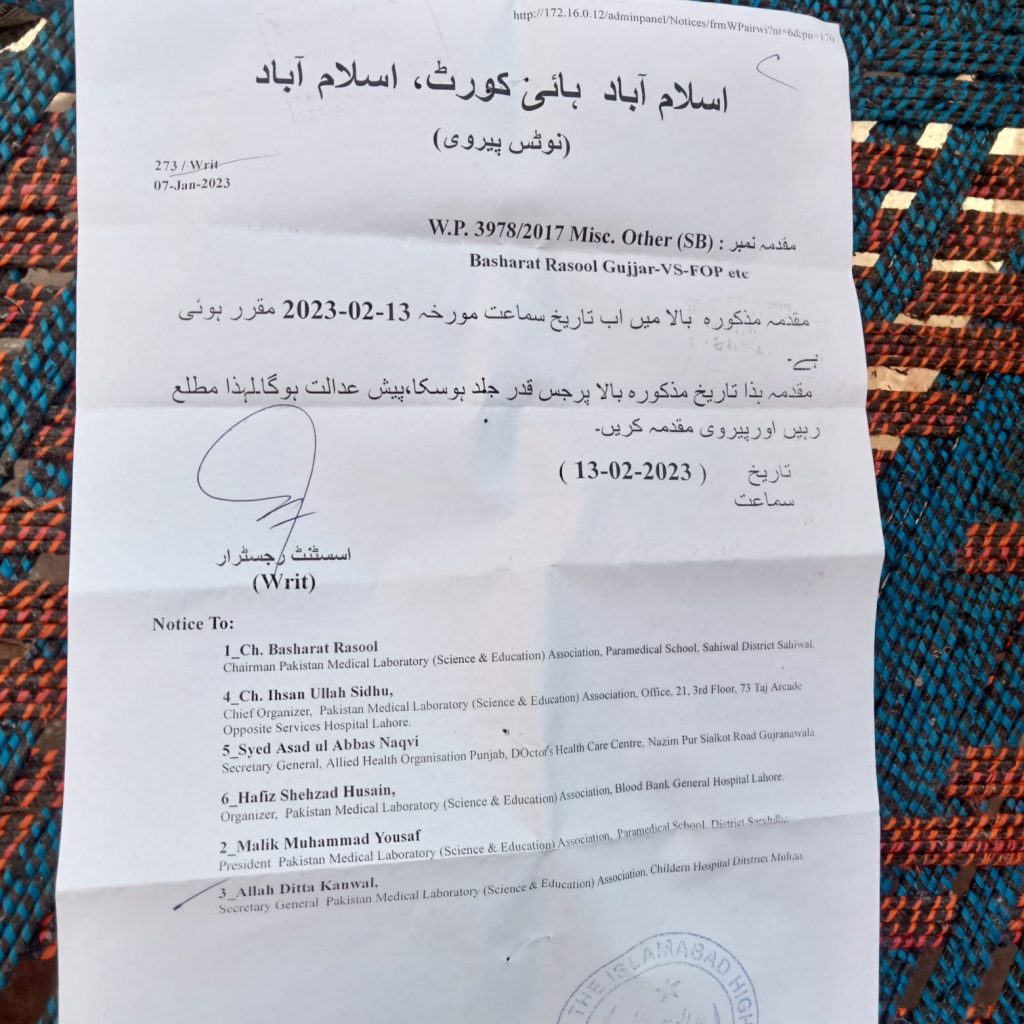 http://172.16.0.12/adminpanel/Notices/frmWPairwi?nt=6&pn=179
اسلام آباد ہائی کورٹ، اسلام آباد
(نوٹس پیروی)
273 / Writ
07-Jan-2023
مقدمہ نمبر : W.P. 3978/2017 Misc. Other (SB)
Basharat Rasool Gujjar-VS-FOP etc
مقدمہ مذکورہ بالا میں اب تاریخ سماعت مورخہ 13-02-2023 مقرر ہوئی
ہے۔
مقدمہ ہذا تاریخ مذکورہ بالا پرجس قدر جلد ہوسکا،پیش عدالت ہوگا۔لہذا مطلع
رہیں اورپیروی مقدمہ کریں۔
تاریخ ( 13-02-2023 )
سماعت
اسسٹنٹ رجسٹرار
(Writ)
Notice To:
1_Ch. Basharat Rasool
Chairman Pakistan Medical Laboratory (Science & Education) Association, Paramedical School, Sahiwal District Sahiwal.
4_Ch. Ihsan Ullah Sidhu,
Chief Organizer, Pakistan Medical Laboratory (Science & Education) Association, Office, 21, 3rd Floor, 73 Taj Arcade
Opposite Services Hospital Lahore.
5_Syed Asad ul Abbas Naqvi
Secretary General, Allied Health Organisation Punjab, DOctor's Health Care Centre, Nazim Pur Sialkot Road Gujranawala
6_Hafiz Shehzad Husain,
Organizer, Pakistan Medical Laboratory (Science & Education) Association, Blood Bank General Hospital Lahore.
2_Malik Muhammad Yousaf
President Pakistan Medical Laboratory (Science & Education) Association, Paramedical School, District Sarghdha
3_Allah Ditta Kanwal,
Secretary General Pakistan Medical Laboratory (Science & Education) Association, Childern Hospital Ditstrict Multan.
THE ISLAMABAD HIGH